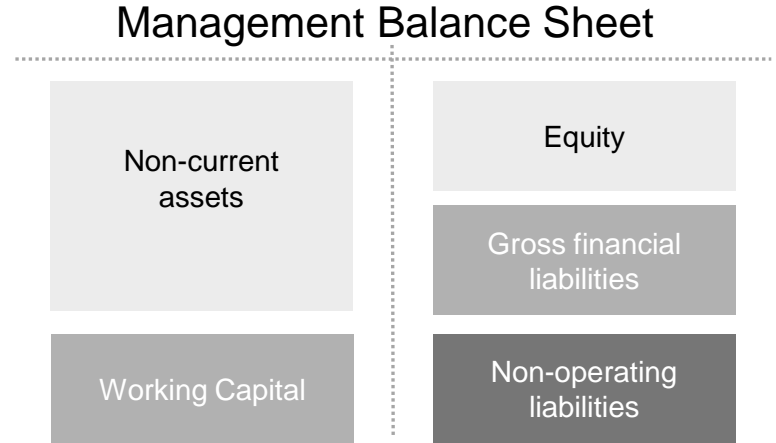 Management Balance Sheet
Non-current
assets
Working Capital
Equity
Gross financial
liabilities
Non-operating
liabilities